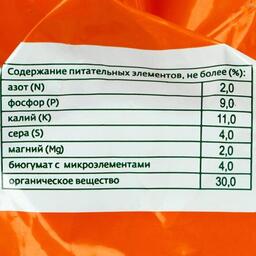 Содержание питательных элементов, не более (%):
азот (N) 2,0
фосфор (P) 9,0
калий (K) 11,0
сера (S) 4,0
магний (Mg) 2,0
биогумат с микроэлементами 4,0
органическое вещество 30,0